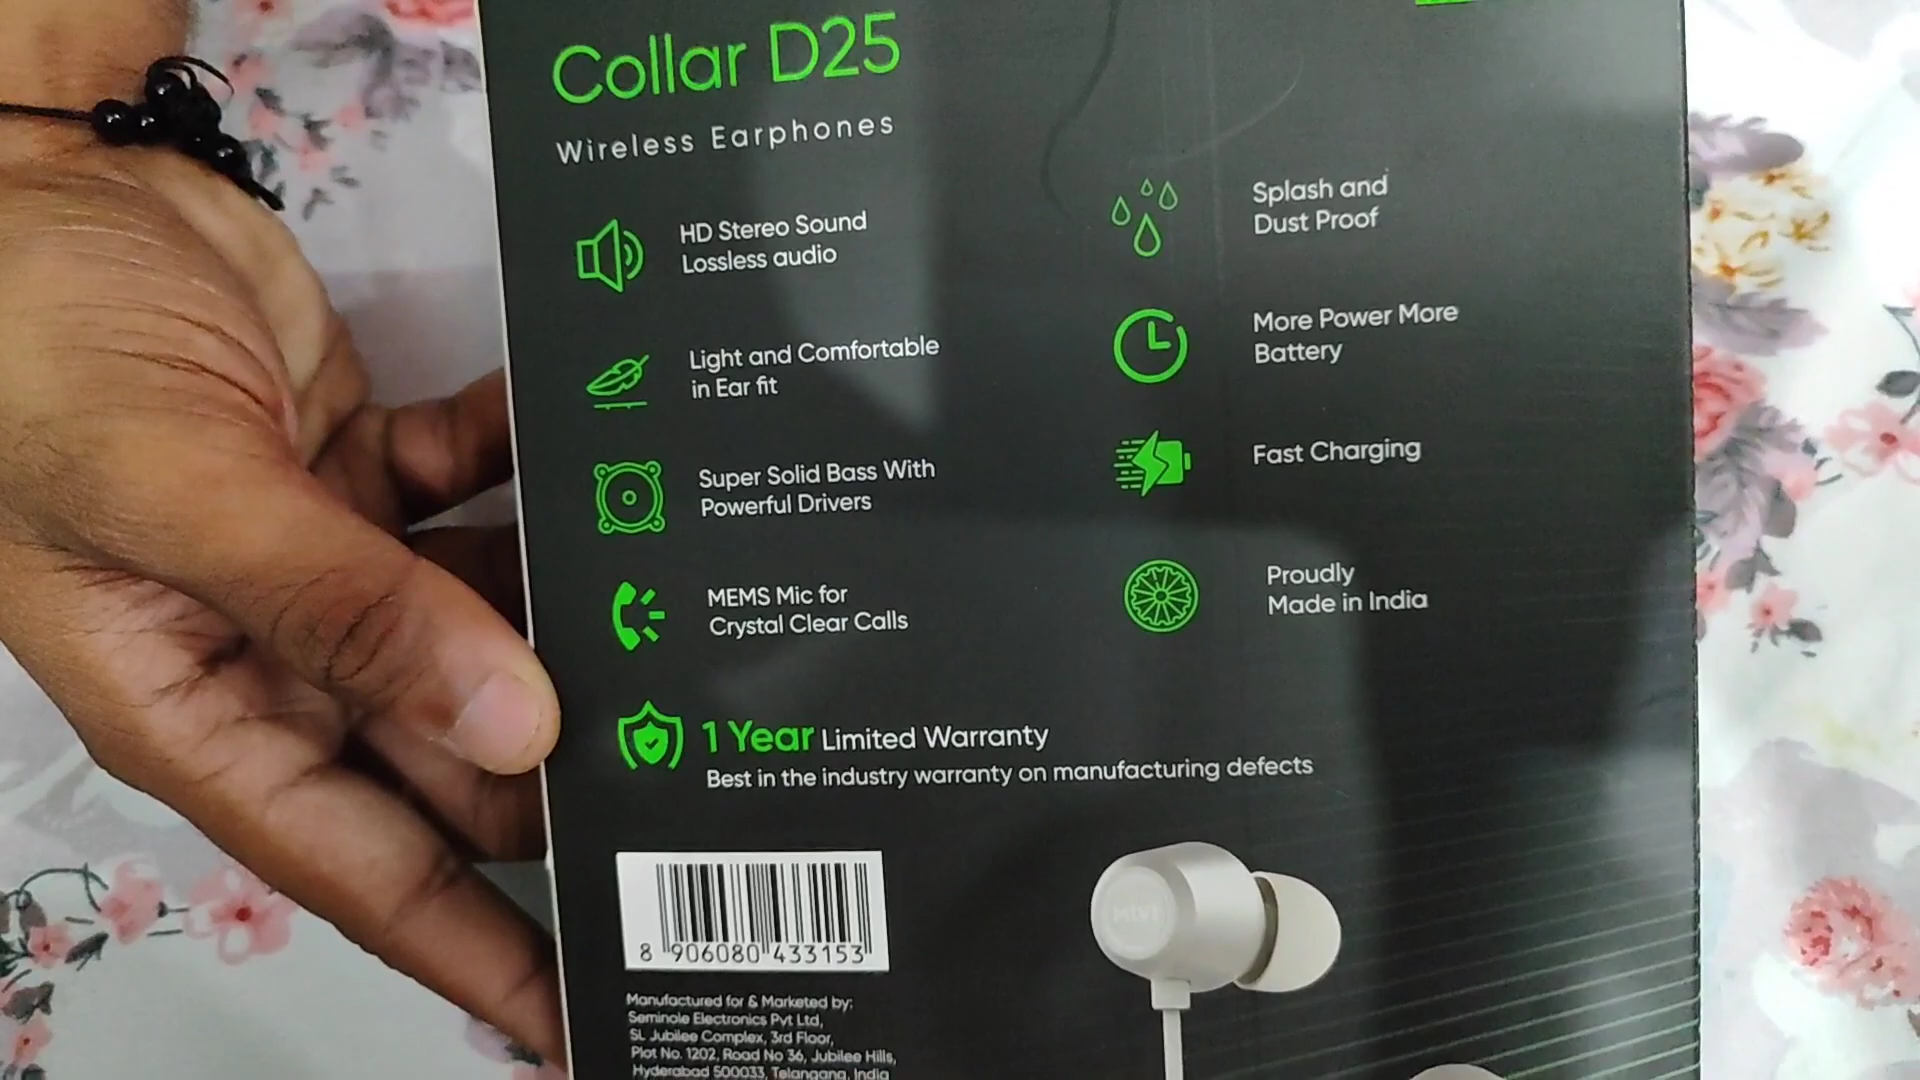 Collar D25
Wireless Earphones
HD Stereo Sound
Lossless audio
Light and Comfortable
in Ear fit
Super Solid Bass With
Powerful Drivers
MEMS Mic for
Crystal Clear Calls
Splash and
Dust Proof
More Power More
Battery
Fast Charging
Proudly
Made in India
1 Year Limited Warranty
Best in the industry warranty on manufacturing defects
8 906080 433153
Manufactured for & Marketed by:
Seminole Electronics Pvt Ltd,
SL Jubilee Complex, 3rd Floor,
Plot No. 1202, Road No 36, Jubilee Hills,
Hyderabad 500033, Telangana, India
mivi